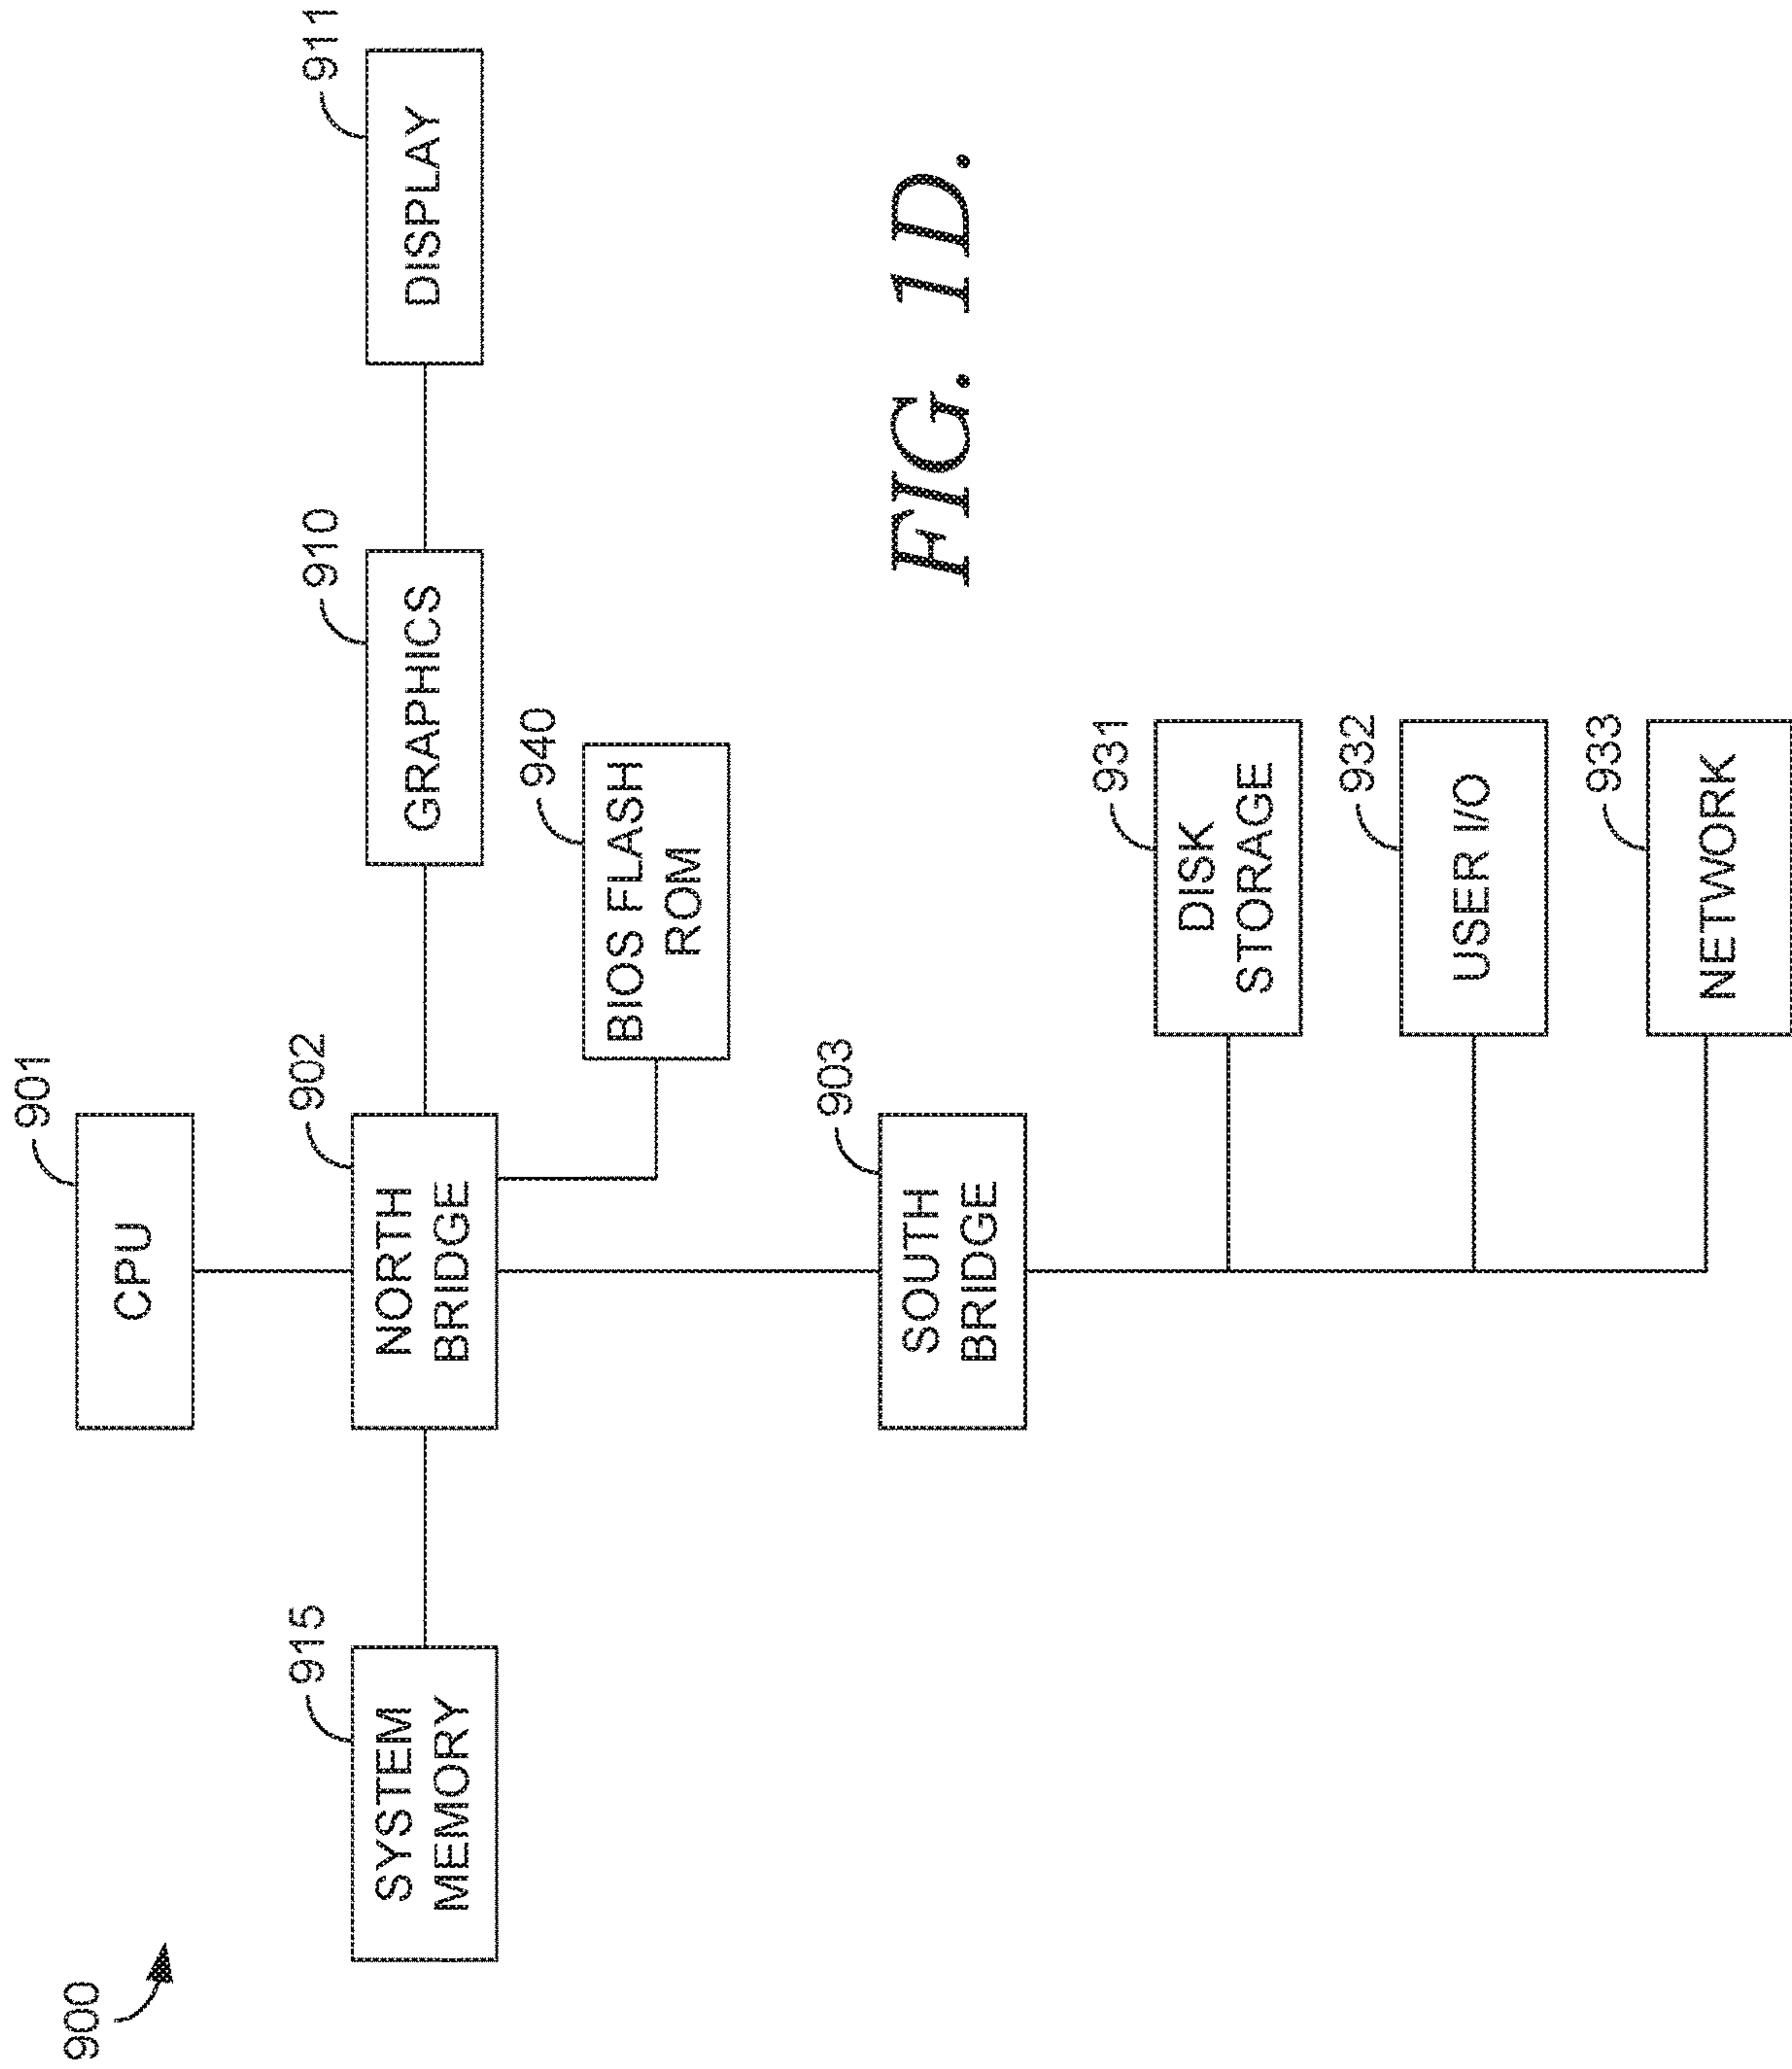 900
901
CPU
915
SYSTEM
MEMORY
902
NORTH
BRIDGE
910
GRAPHICS
911
DISPLAY
940
BIOS FLASH
ROM
903
SOUTH
BRIDGE
931
DISK
STORAGE
932
USER I/O
933
NETWORK
FIG. 1D.